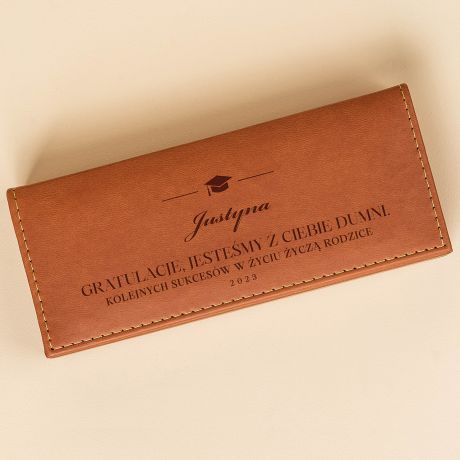 Justyna
GRATULACJE, JESTEŚMY Z CIEBIE DUMNI.
KOLEJNYCH SUKCESÓW W ŻYCIU ŻYCZĄ RODZICE
2023